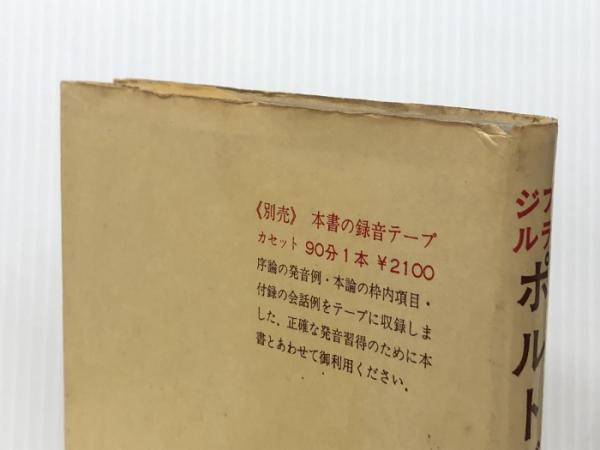 《別売》 本書の録音テープ
カセット 90分1本 ￥2100
序論の発音例・本論の枠内項目・
付録の会話例をテープに収録しま
した．正確な発音習得のために本
書とあわせて御利用ください．
ブラ
ジル
ポルト